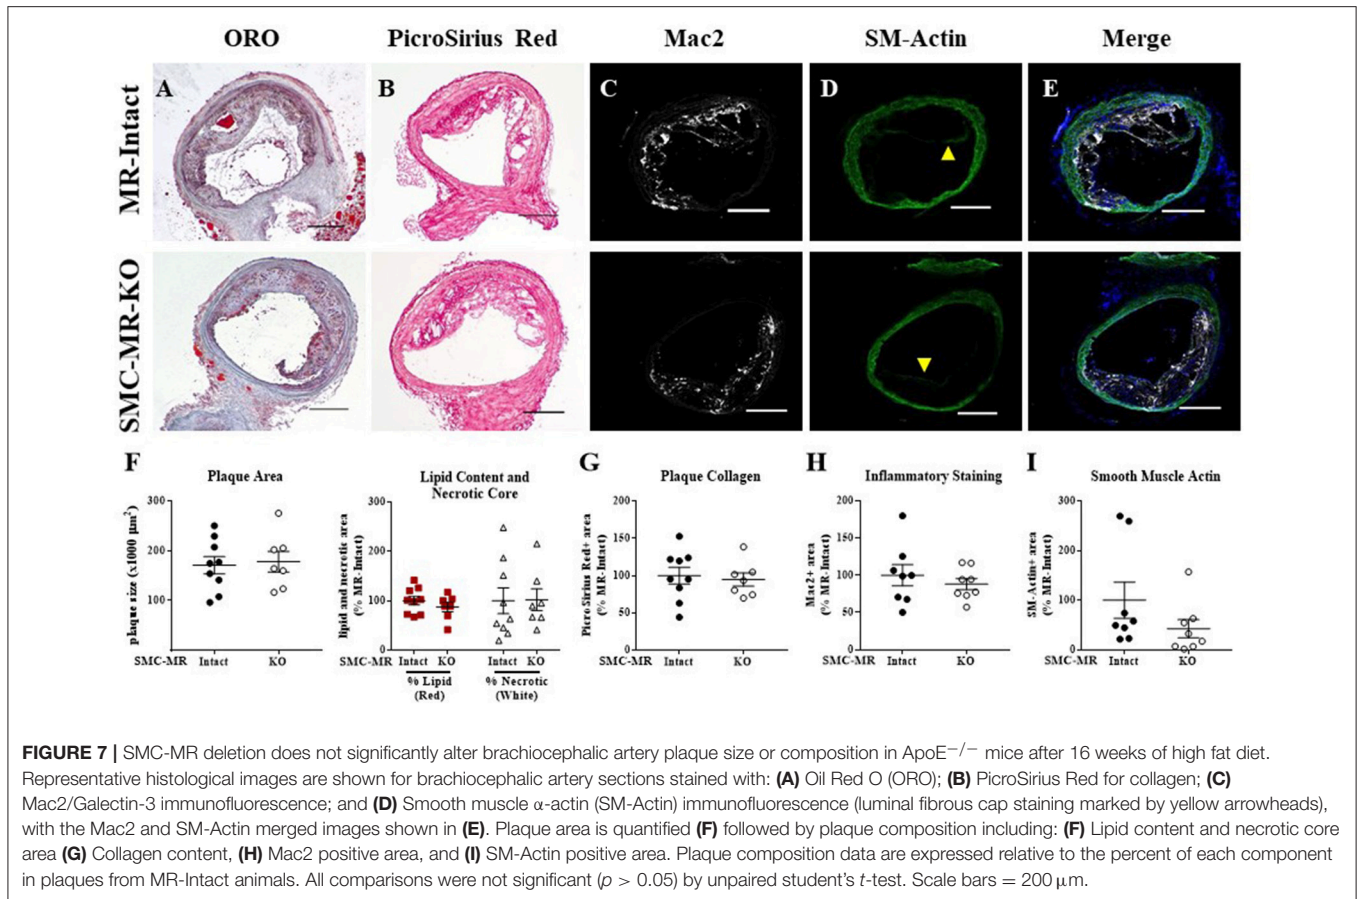 ORO PicroSirius Red Mac2 SM-Actin Merge
MR-Intact
A B C D E
SMC-MR-KO
F
Plaque Area
plaque size (x1000 µm²)
300
200
100
SMC-MR Intact KO
Lipid Content and
Necrotic Core
lipid and necrotic area
(% MR-Intact)
300
200
100
0
SMC-MR Intact KO Intact KO
% Lipid % Necrotic
(Red) (White)
G
Plaque Collagen
PicroSirius Red+ area
(% MR-Intact)
200
150
100
50
0
SMC-MR Intact KO
H
Inflammatory Staining
Mac2+ area
(% MR-Intact)
200
150
100
50
0
SMC-MR Intact KO
I
Smooth Muscle Actin
SM-Actin+ area
(% MR-Intact)
300
200
100
0
SMC-MR Intact KO
FIGURE 7 | SMC-MR deletion does not significantly alter brachiocephalic artery plaque size or composition in ApoE−/− mice after 16 weeks of high fat diet.
Representative histological images are shown for brachiocephalic artery sections stained with: (A) Oil Red O (ORO); (B) PicroSirius Red for collagen; (C)
Mac2/Galectin-3 immunofluorescence; and (D) Smooth muscle α-actin (SM-Actin) immunofluorescence (luminal fibrous cap staining marked by yellow arrowheads),
with the Mac2 and SM-Actin merged images shown in (E). Plaque area is quantified (F) followed by plaque composition including: (F) Lipid content and necrotic core
area (G) Collagen content, (H) Mac2 positive area, and (I) SM-Actin positive area. Plaque composition data are expressed relative to the percent of each component
in plaques from MR-Intact animals. All comparisons were not significant (p > 0.05) by unpaired student's t-test. Scale bars = 200 µm.